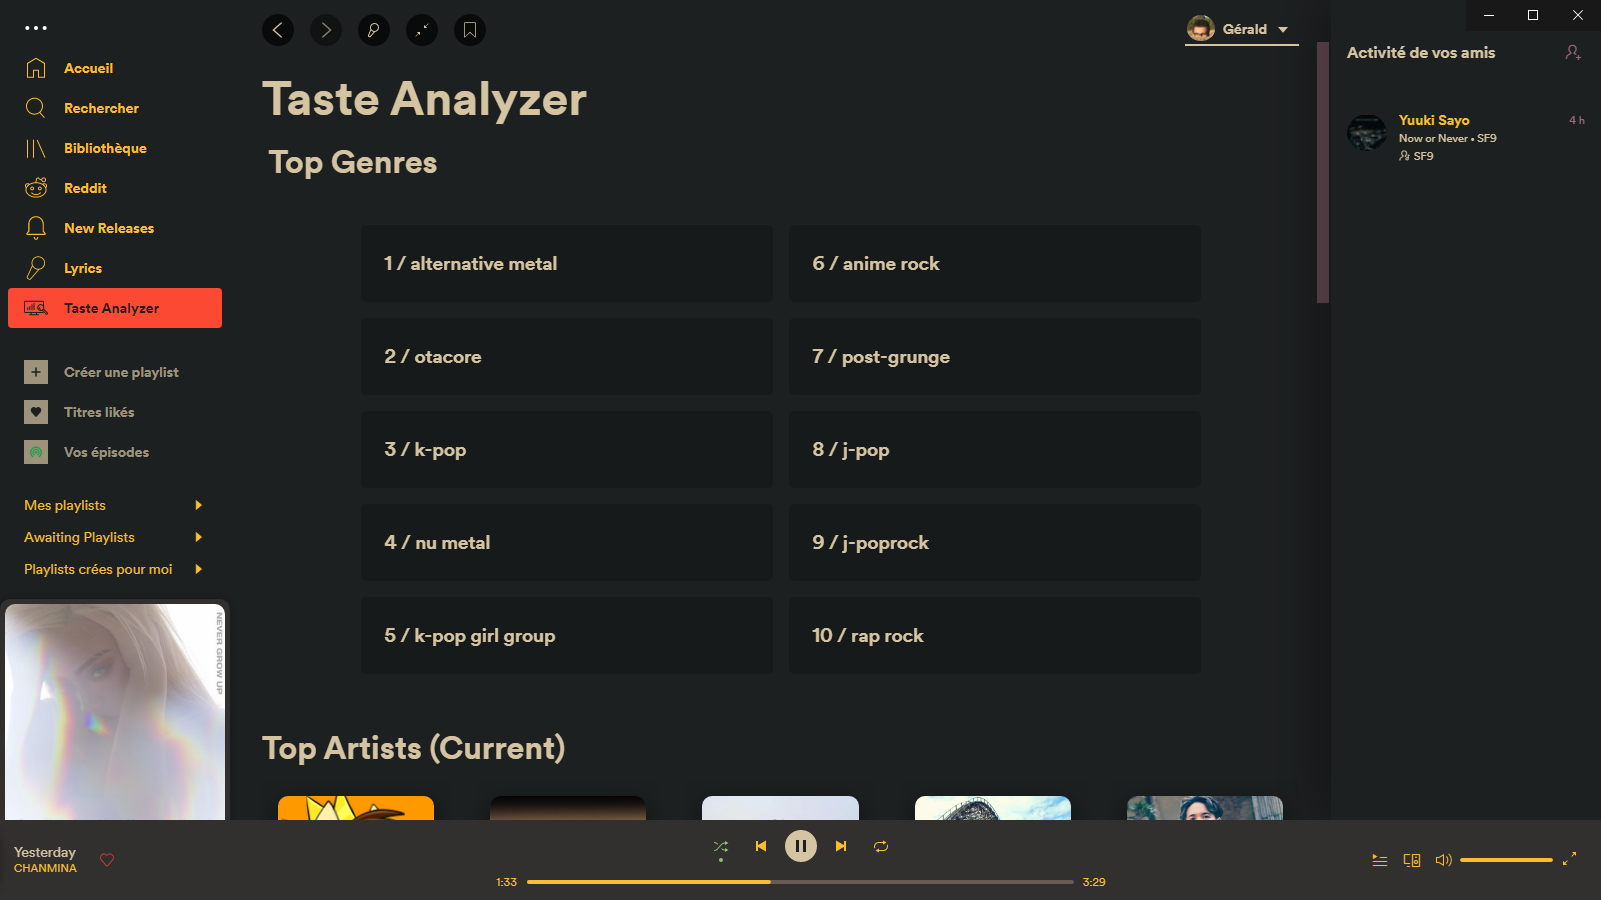 Accueil
Rechercher
Bibliothèque
Reddit
New Releases
Lyrics
Taste Analyzer
Créer une playlist
Titres likés
Vos épisodes
Mes playlists
Awaiting Playlists
Playlists crées pour moi
NEVER GROW UP
Gérald
Taste Analyzer
Top Genres
1 / alternative metal
6 / anime rock
2 / otacore
7 / post-grunge
3 / k-pop
8 / j-pop
4 / nu metal
9 / j-poprock
5 / k-pop girl group
10 / rap rock
Top Artists (Current)
Activité de vos amis
Yuuki Sayo
4 h
Now or Never • SF9
SF9
Yesterday
CHANMINA
1:33
3:29